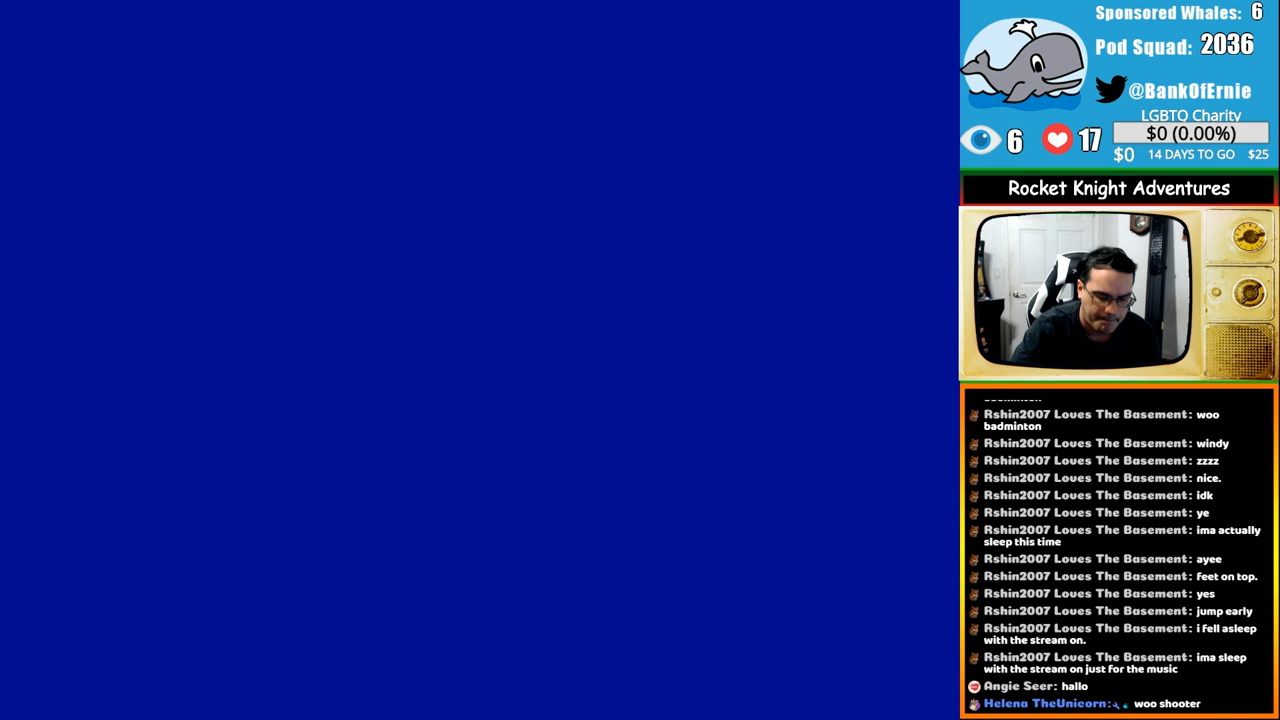 Sponsored Whales: 6
Pod Squad: 2036
@BankOfErnie
LGBTQ Charity
6 17 $0 (0.00%)
$0 14 DAYS TO GO $25
Rocket Knight Adventures
Rshin2007 Loves The Basement: woo
badminton
Rshin2007 Loves The Basement: windy
Rshin2007 Loves The Basement: zzzz
Rshin2007 Loves The Basement: nice.
Rshin2007 Loves The Basement: idk
Rshin2007 Loves The Basement: ye
Rshin2007 Loves The Basement: ima actually
sleep this time
Rshin2007 Loves The Basement: ayee
Rshin2007 Loves The Basement: feet on top.
Rshin2007 Loves The Basement: yes
Rshin2007 Loves The Basement: jump early
Rshin2007 Loves The Basement: i fell asleep
with the stream on.
Rshin2007 Loves The Basement: ima sleep
with the stream on just for the music
Angie Seer: hallo
Helena TheUnicorn: woo shooter